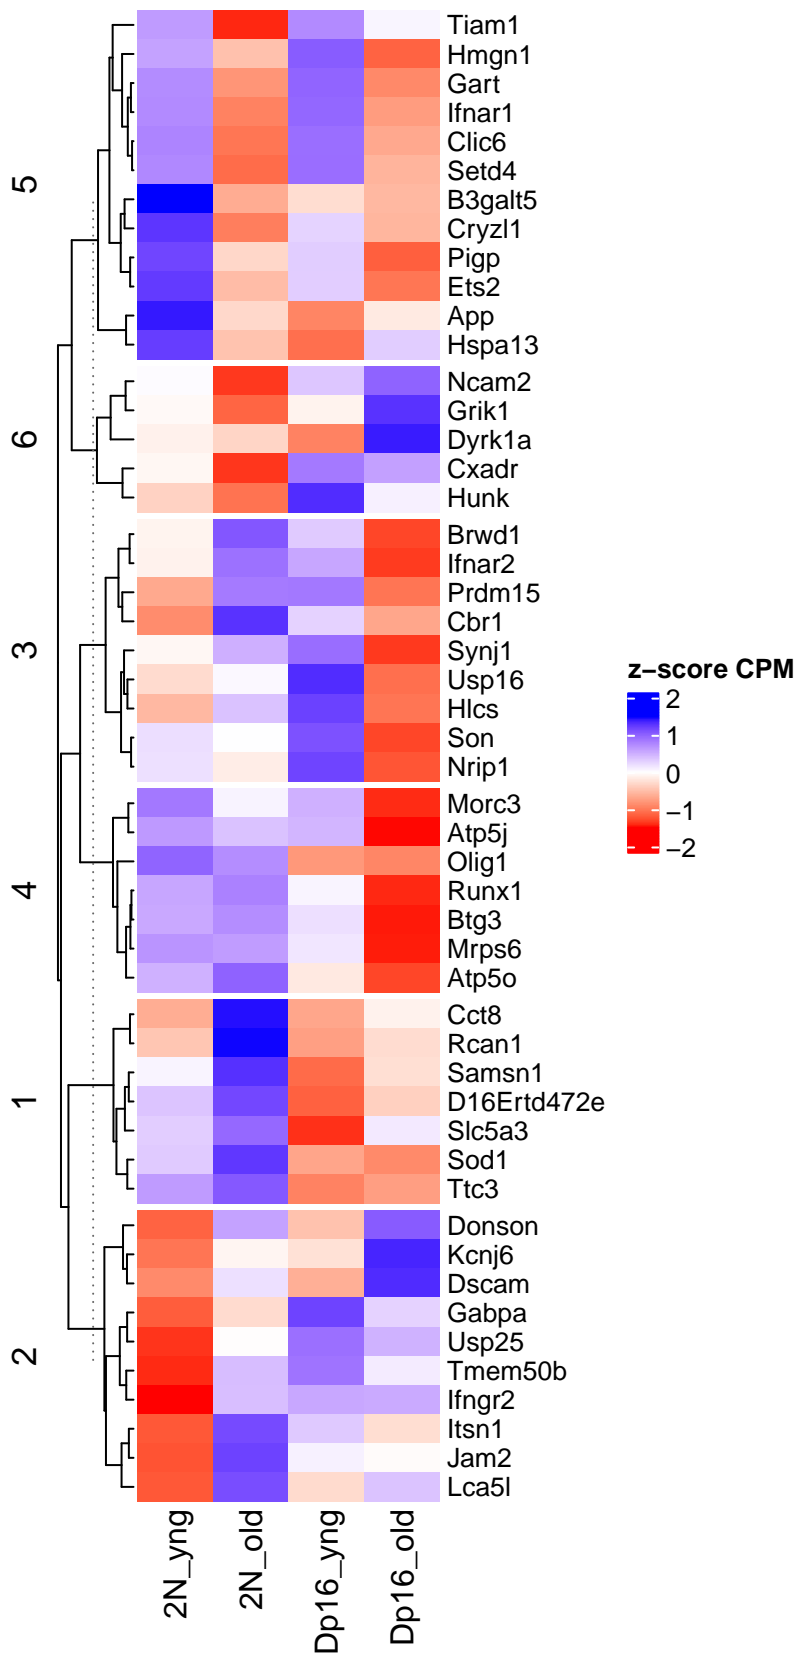 5
Tiam1
Hmgn1
Gart
Ifnar1
Clic6
Setd4
B3galt5
Cryzl1
Pigp
Ets2
App
Hspa13
6
Ncam2
Grik1
Dyrk1a
Cxadr
Hunk
3
Brwd1
Ifnar2
Prdm15
Cbr1
Synj1
Usp16
Hlcs
Son
Nrip1
4
Morc3
Atp5j
Olig1
Runx1
Btg3
Mrps6
Atp5o
1
Cct8
Rcan1
Samsn1
D16Ertd472e
Slc5a3
Sod1
Ttc3
2
Donson
Kcnj6
Dscam
Gabpa
Usp25
Tmem50b
Ifngr2
Itsn1
Jam2
Lca5l
2N_yng
2N_old
Dp16_yng
Dp16_old
z−score CPM
2
1
0
−1
−2